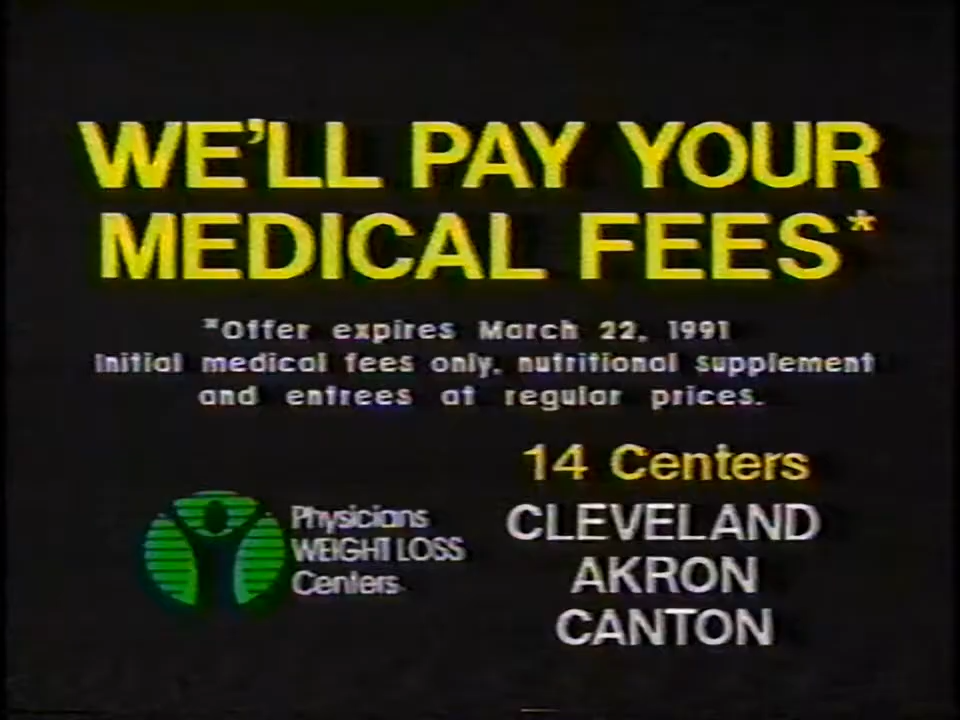 WE'LL PAY YOUR
MEDICAL FEES*
*Offer expires March 22, 1991
Initial medical fees only, nutritional supplement
and entrees at regular prices.
14 Centers
CLEVELAND
AKRON
CANTON
Physicians
WEIGHT LOSS
Centers